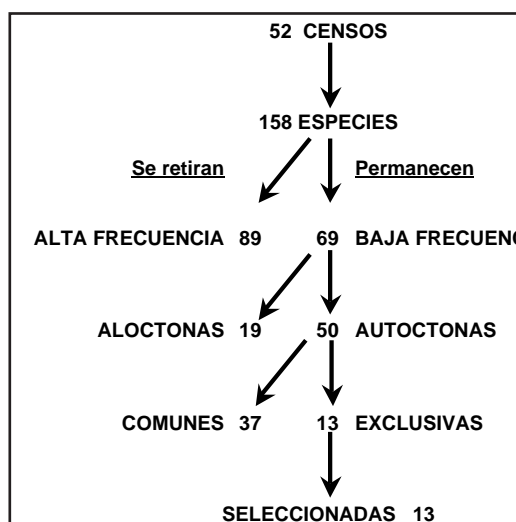 52 CENSOS
158 ESPECIES
Se retiran Permanecen
ALTA FRECUENCIA 89 69 BAJA FRECUENC
ALOCTONAS 19 50 AUTOCTONAS
COMUNES 37 13 EXCLUSIVAS
SELECCIONADAS 13